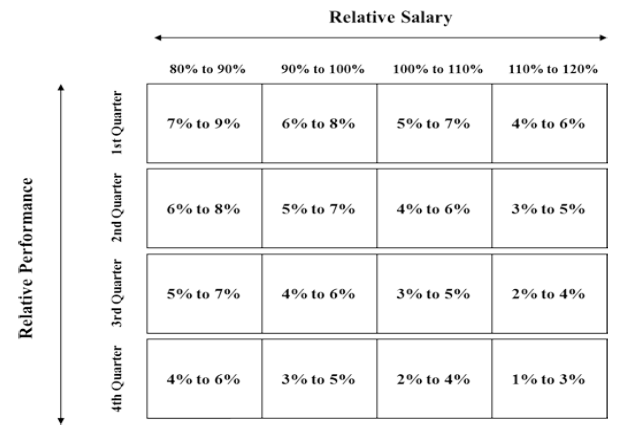 Relative Salary
80% to 90% 90% to 100% 100% to 110% 110% to 120%
Relative Performance
1st Quarter 7% to 9% 6% to 8% 5% to 7% 4% to 6%
2nd Quarter 6% to 8% 5% to 7% 4% to 6% 3% to 5%
3rd Quarter 5% to 7% 4% to 6% 3% to 5% 2% to 4%
4th Quarter 4% to 6% 3% to 5% 2% to 4% 1% to 3%